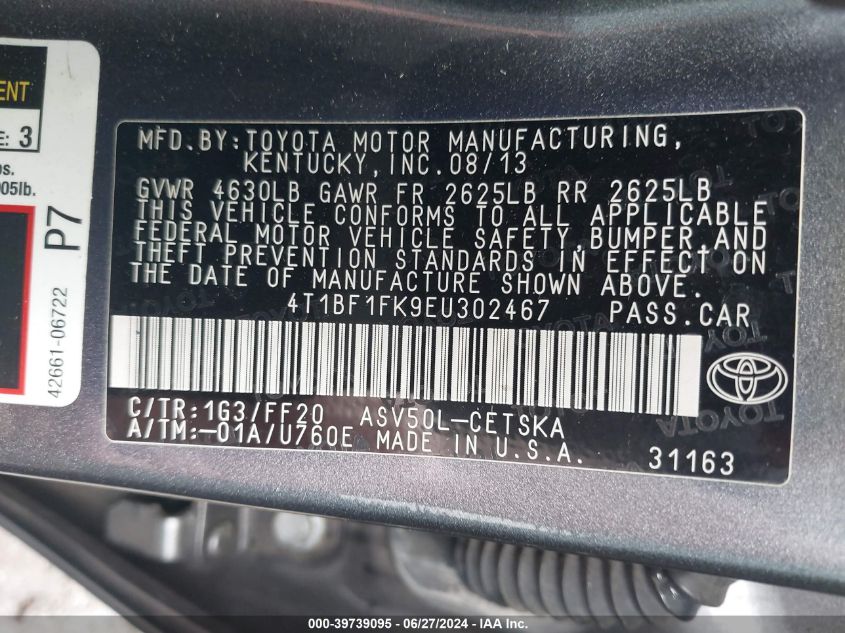 ENT
E: 3
os.
905lb.
P7
42661-06722
MFD.BY:TOYOTA MOTOR MANUFACTURING,
KENTUCKY, INC. 08/13
GVWR 4630LB GAWR FR 2625LB RR 2625LB
THIS VEHICLE CONFORMS TO ALL APPLICABLE
FEDERAL MOTOR VEHICLE SAFETY, BUMPER, AND
THEFT PREVENTION STANDARDS IN EFFECT ON
THE DATE OF MANUFACTURE SHOWN ABOVE.
4T1BF1FK9EU302467 PASS.CAR
C/TR:1G3/FF20 ASV50L-CETSKA
A/TM:-01A/U760E MADE IN U.S.A. 31163
000-39739095 - 06/27/2024 - IAA Inc.